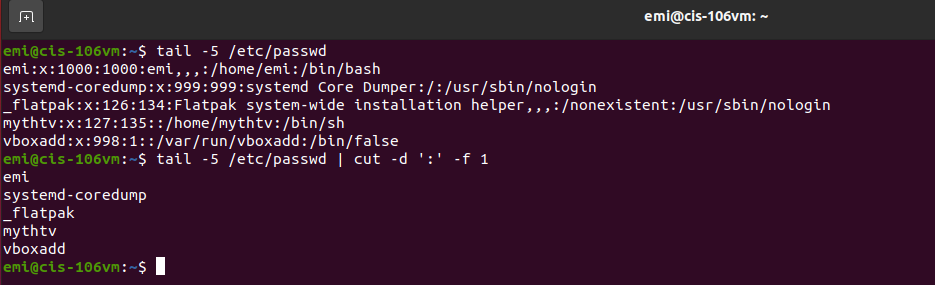 emi@cis-106vm: ~
emi@cis-106vm:~$ tail -5 /etc/passwd
emi:x:1000:1000:emi,,,:/home/emi:/bin/bash
systemd-coredump:x:999:999:systemd Core Dumper:/:/usr/sbin/nologin
_flatpak:x:126:134:Flatpak system-wide installation helper,,,:/nonexistent:/usr/sbin/nologin
mythtv:x:127:135::/home/mythtv:/bin/sh
vboxadd:x:998:1::/var/run/vboxadd:/bin/false
emi@cis-106vm:~$ tail -5 /etc/passwd | cut -d ':' -f 1
emi
systemd-coredump
_flatpak
mythtv
vboxadd
emi@cis-106vm:~$